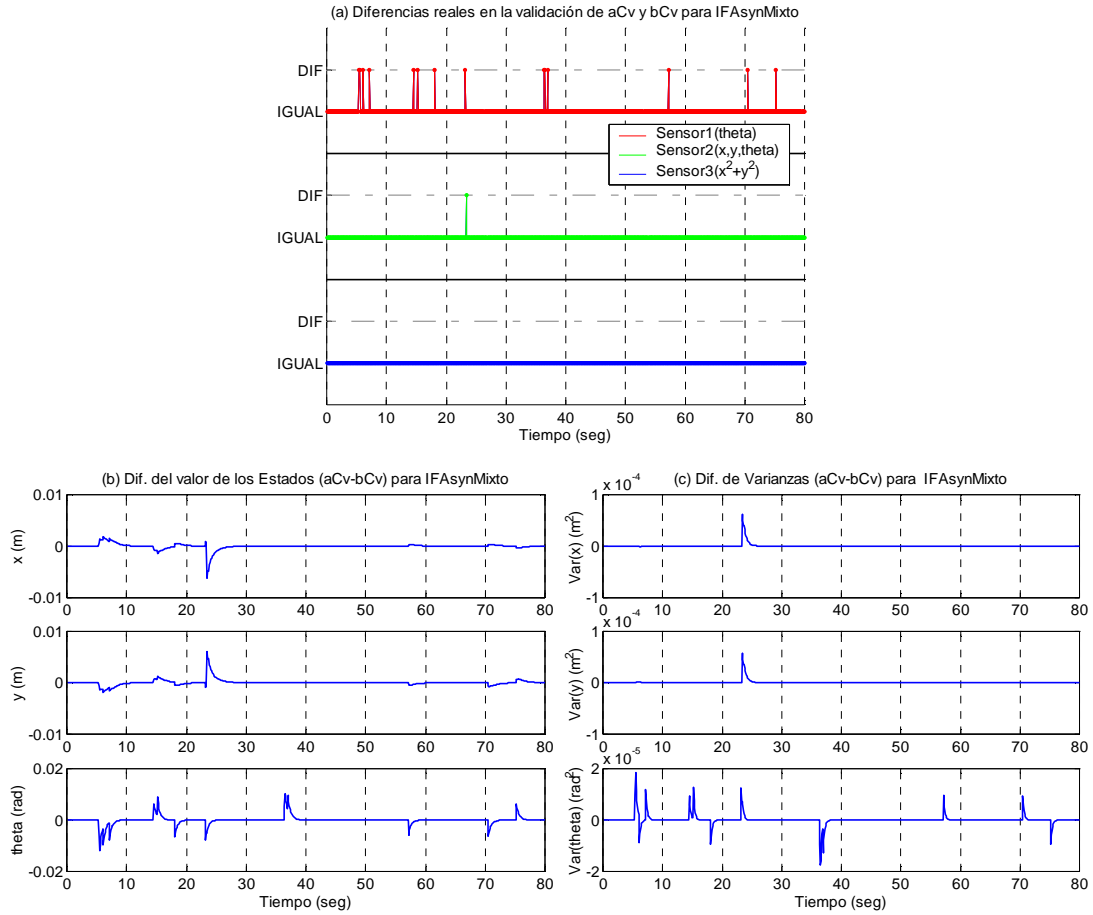 (a) Diferencias reales en la validación de aCv y bCv para IFAsynMixto
DIF
IGUAL
Sensor1(theta)
Sensor2(x,y,theta)
Sensor3(x²+y²)
DIF
IGUAL
DIF
IGUAL
0 10 20 30 40 50 60 70 80
Tiempo (seg)
(b) Dif. del valor de los Estados (aCv-bCv) para IFAsynMixto
0.01
0
-0.01
x (m)
0 10 20 30 40 50 60 70 80
0.01
0
-0.01
y (m)
0 10 20 30 40 50 60 70 80
0.02
0
-0.02
theta (rad)
0 10 20 30 40 50 60 70 80
Tiempo (seg)
(c) Dif. de Varianzas (aCv-bCv) para IFAsynMixto
x 10⁻⁴
1
0
-1
Var(x) (m²)
0 10 20 30 40 50 60 70 80
x 10⁻⁴
1
0
-1
Var(y) (m²)
0 10 20 30 40 50 60 70 80
x 10⁻⁵
2
0
-2
Var(theta) (rad²)
0 10 20 30 40 50 60 70 80
Tiempo (seg)